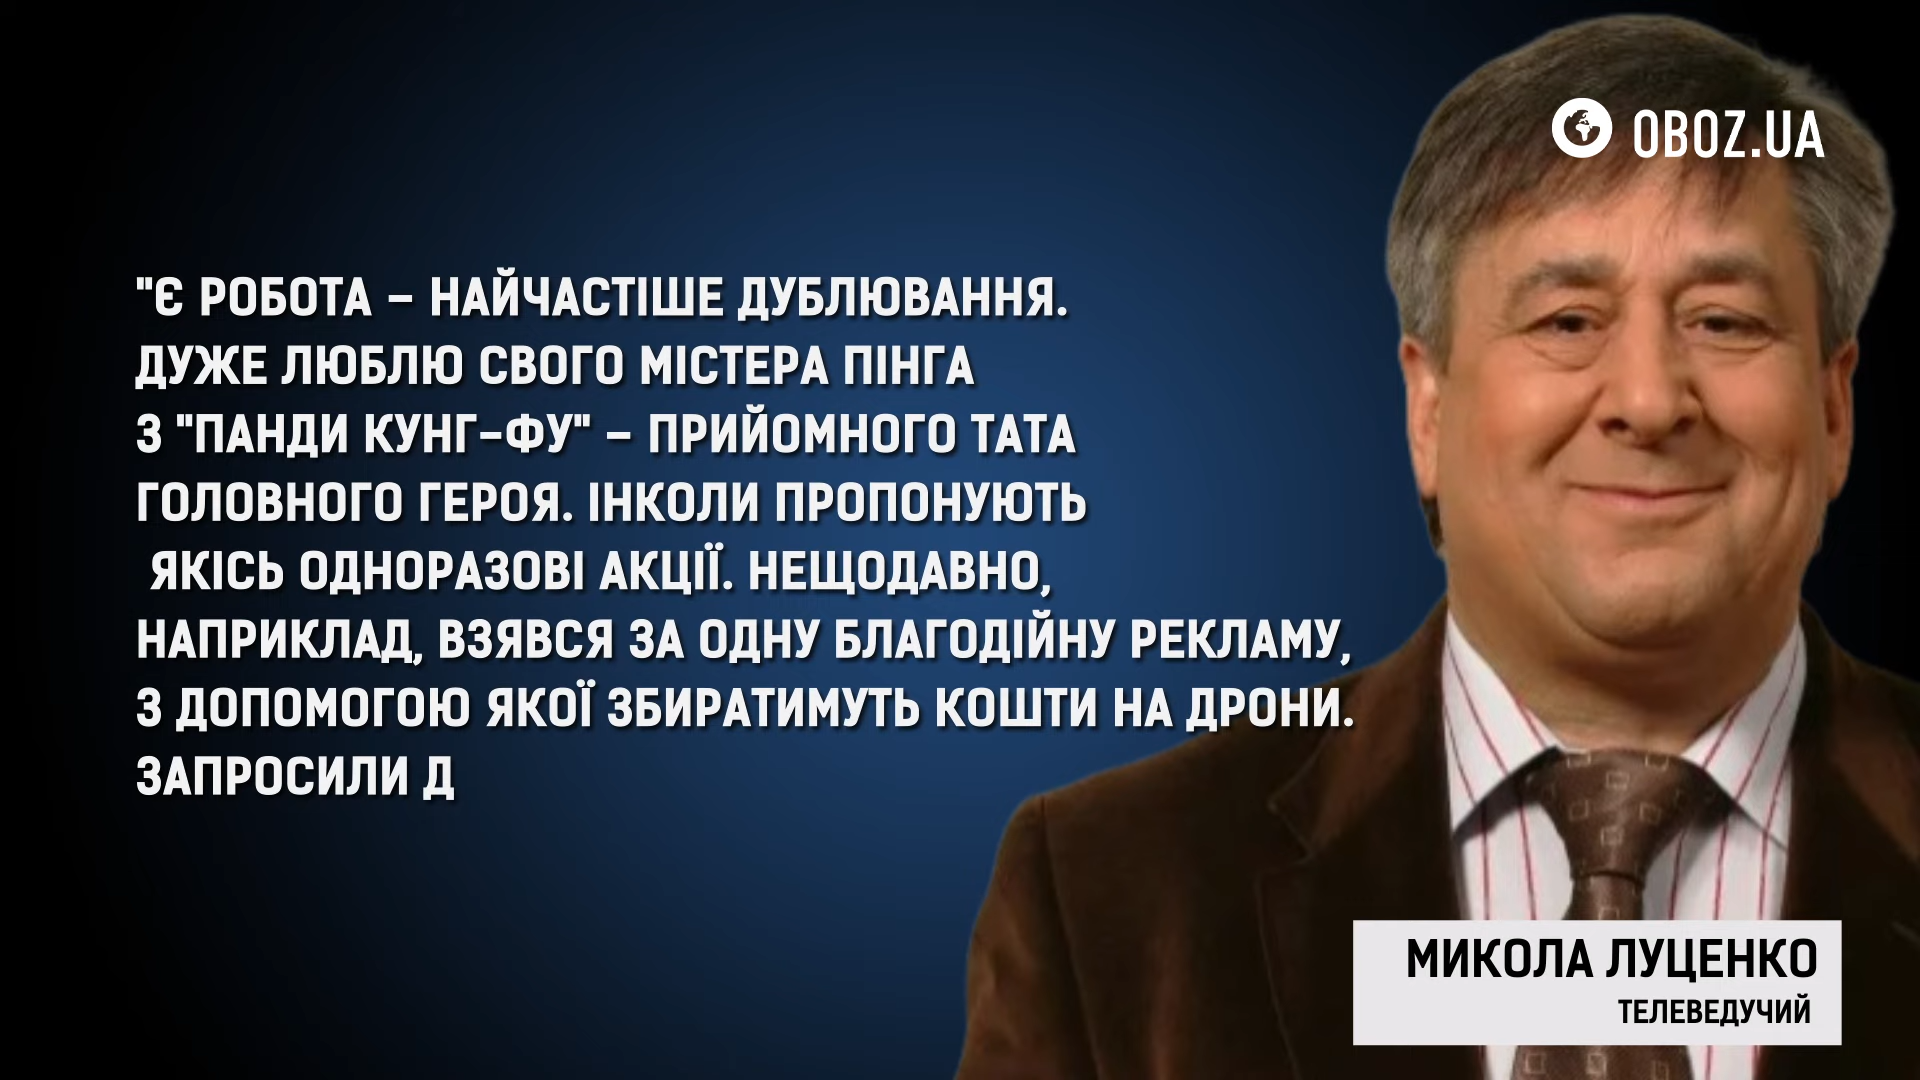 OBOZ.UA
"Є РОБОТА – НАЙЧАСТІШЕ ДУБЛЮВАННЯ.
ДУЖЕ ЛЮБЛЮ СВОГО МІСТЕРА ПІНГА
З "ПАНДИ КУНГ-ФУ" – ПРИЙОМНОГО ТАТА
ГОЛОВНОГО ГЕРОЯ. ІНКОЛИ ПРОПОНУЮТЬ
ЯКІСЬ ОДНОРАЗОВІ АКЦІЇ. НЕЩОДАВНО,
НАПРИКЛАД, ВЗЯВСЯ ЗА ОДНУ БЛАГОДІЙНУ РЕКЛАМУ,
З ДОПОМОГОЮ ЯКОЇ ЗБИРАТИМУТЬ КОШТИ НА ДРОНИ.
ЗАПРОСИЛИ Д
МИКОЛА ЛУЦЕНКО
ТЕЛЕВЕДУЧИЙ